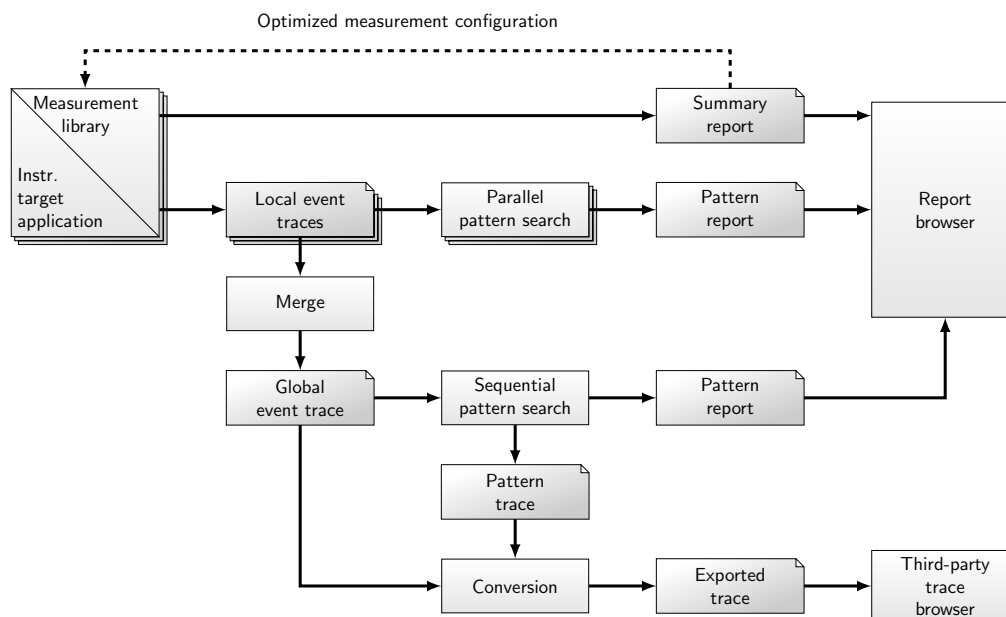 Optimized measurement configuration
Measurement
library
Instr.
target
application
Summary
report
Report
browser
Local event
traces
Parallel
pattern search
Pattern
report
Merge
Global
event trace
Sequential
pattern search
Pattern
report
Pattern
trace
Conversion
Exported
trace
Third-party
trace
browser